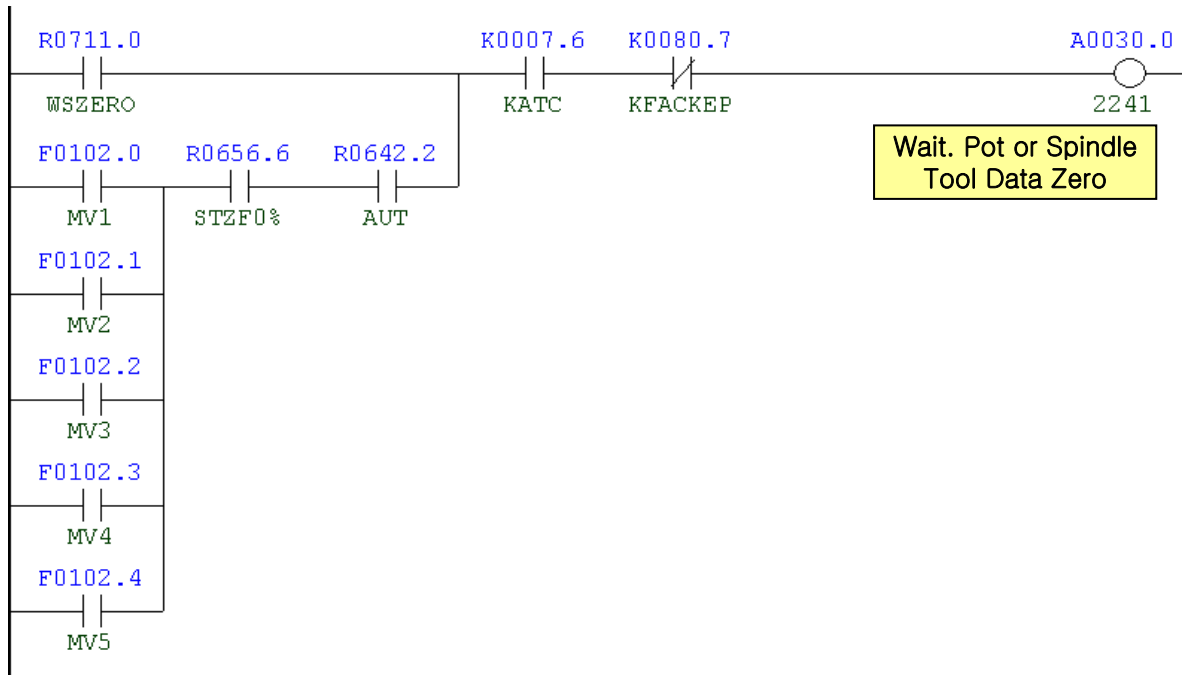 R0711.0 K0007.6 K0080.7 A0030.0
WSZERO KATC KFACKEP 2241
F0102.0 R0656.6 R0642.2
MV1 STZF0% AUT
Wait. Pot or Spindle
Tool Data Zero
F0102.1
MV2
F0102.2
MV3
F0102.3
MV4
F0102.4
MV5